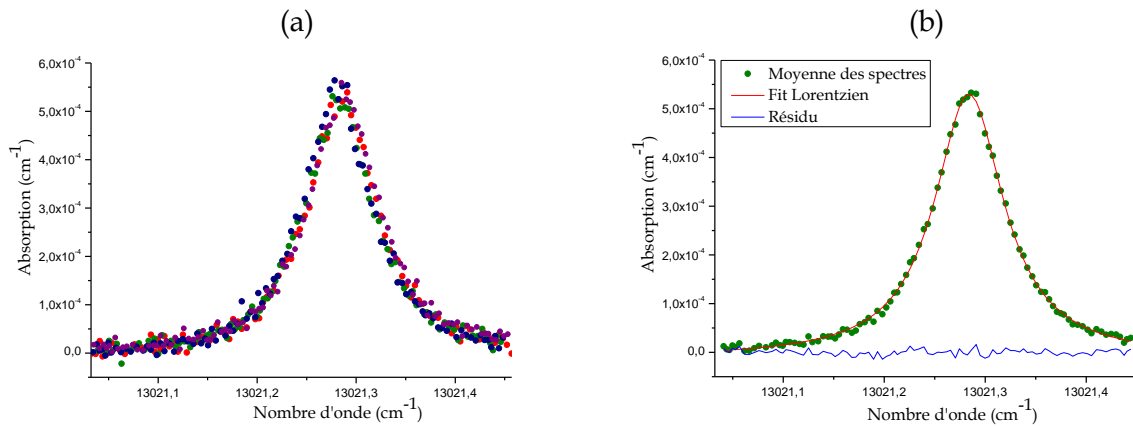 (a)
6,0x10⁻⁴
5,0x10⁻⁴
4,0x10⁻⁴
3,0x10⁻⁴
2,0x10⁻⁴
1,0x10⁻⁴
0,0
Absorption (cm⁻¹)
13021,1 13021,2 13021,3 13021,4
Nombre d'onde (cm⁻¹)
(b)
6,0x10⁻⁴
5,0x10⁻⁴
4,0x10⁻⁴
3,0x10⁻⁴
2,0x10⁻⁴
1,0x10⁻⁴
0,0
Absorption (cm⁻¹)
Moyenne des spectres
Fit Lorentzien
Résidu
13021,1 13021,2 13021,3 13021,4
Nombre d'onde (cm⁻¹)